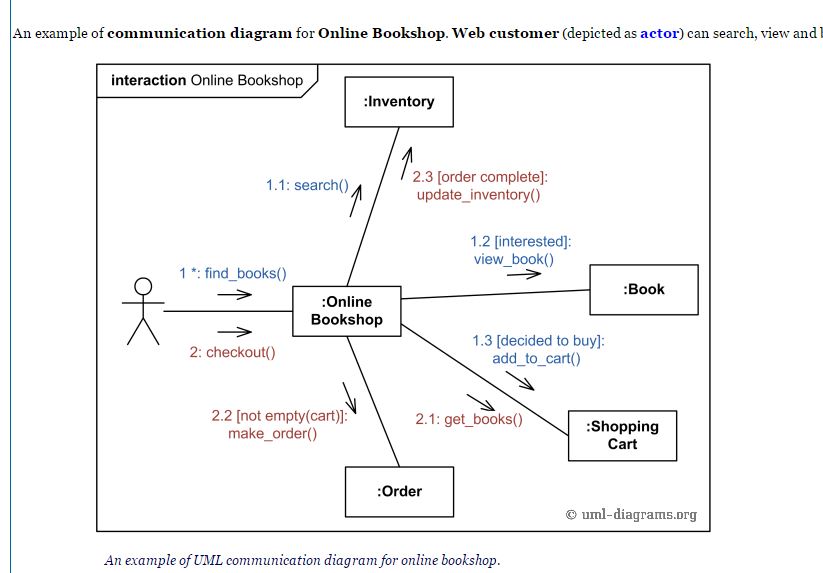 An example of communication diagram for Online Bookshop. Web customer (depicted as actor) can search, view and
interaction Online Bookshop
:Inventory
1.1: search()
2.3 [order complete]:
update_inventory()
1.2 [interested]:
view_book()
1 *: find_books()
:Online
Bookshop
:Book
2: checkout()
1.3 [decided to buy]:
add_to_cart()
2.2 [not empty(cart)]:
make_order()
2.1: get_books()
:Shopping
Cart
:Order
© uml-diagrams.org
An example of UML communication diagram for online bookshop.